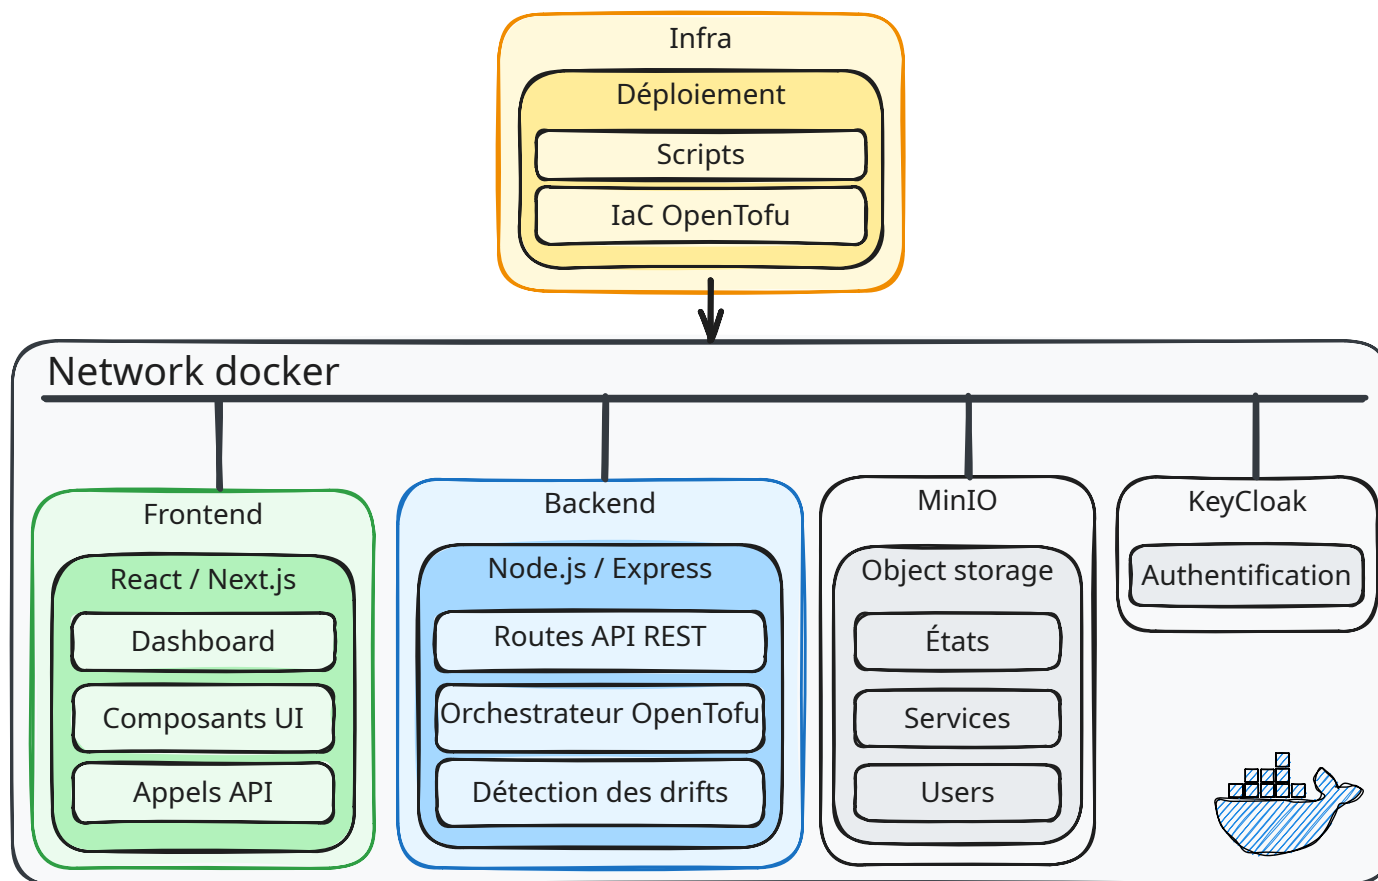 Infra
Déploiement
Scripts
IaC OpenTofu
Network docker
Frontend
React / Next.js
Dashboard
Composants UI
Appels API
Backend
Node.js / Express
Routes API REST
Orchestrateur OpenTofu
Détection des drifts
MinIO
Object storage
États
Services
Users
KeyCloak
Authentification